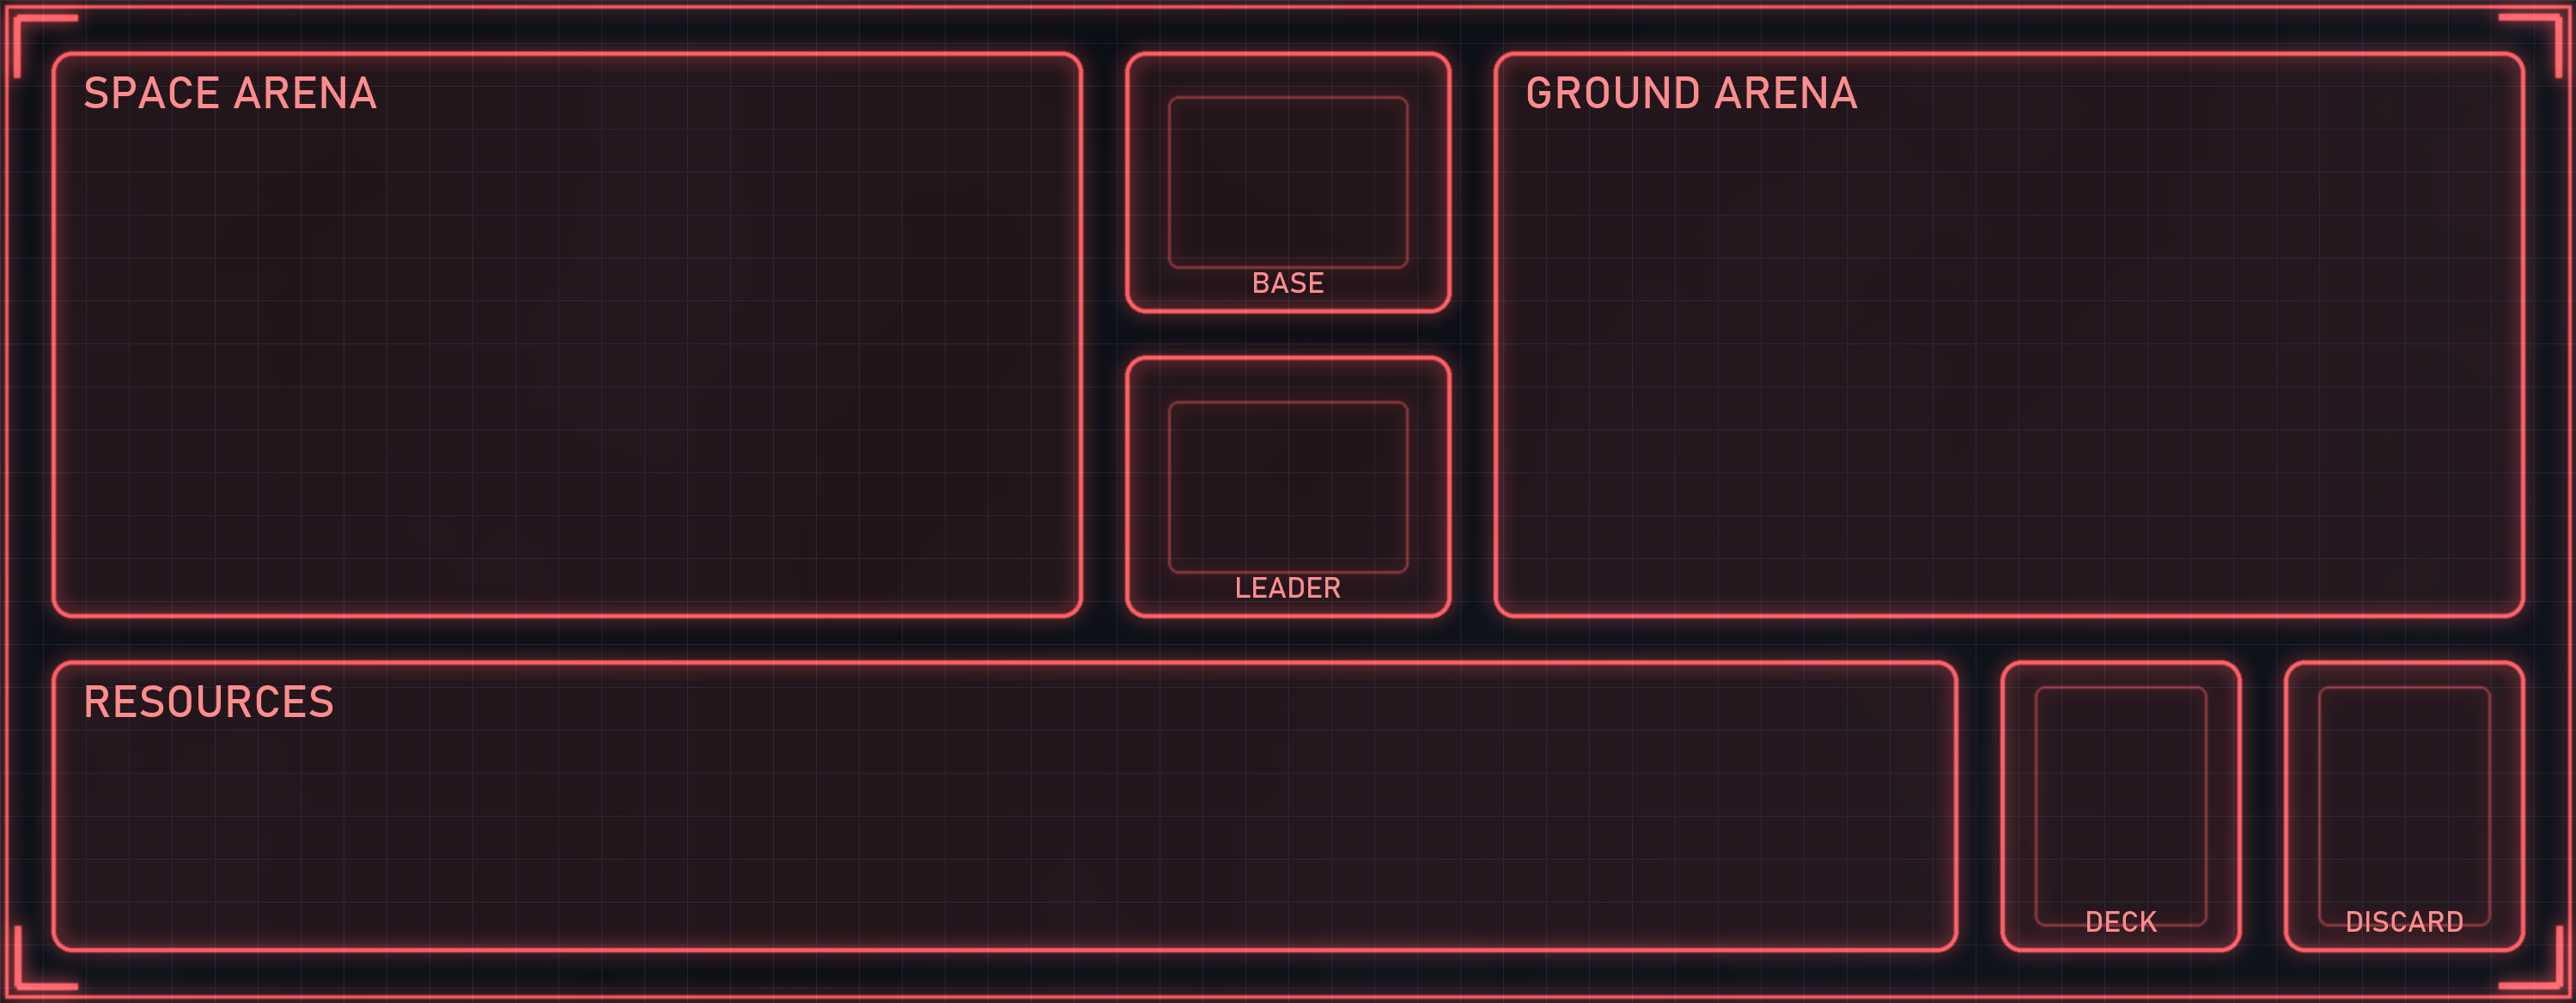 SPACE ARENA
BASE
GROUND ARENA
LEADER
RESOURCES
DECK
DISCARD